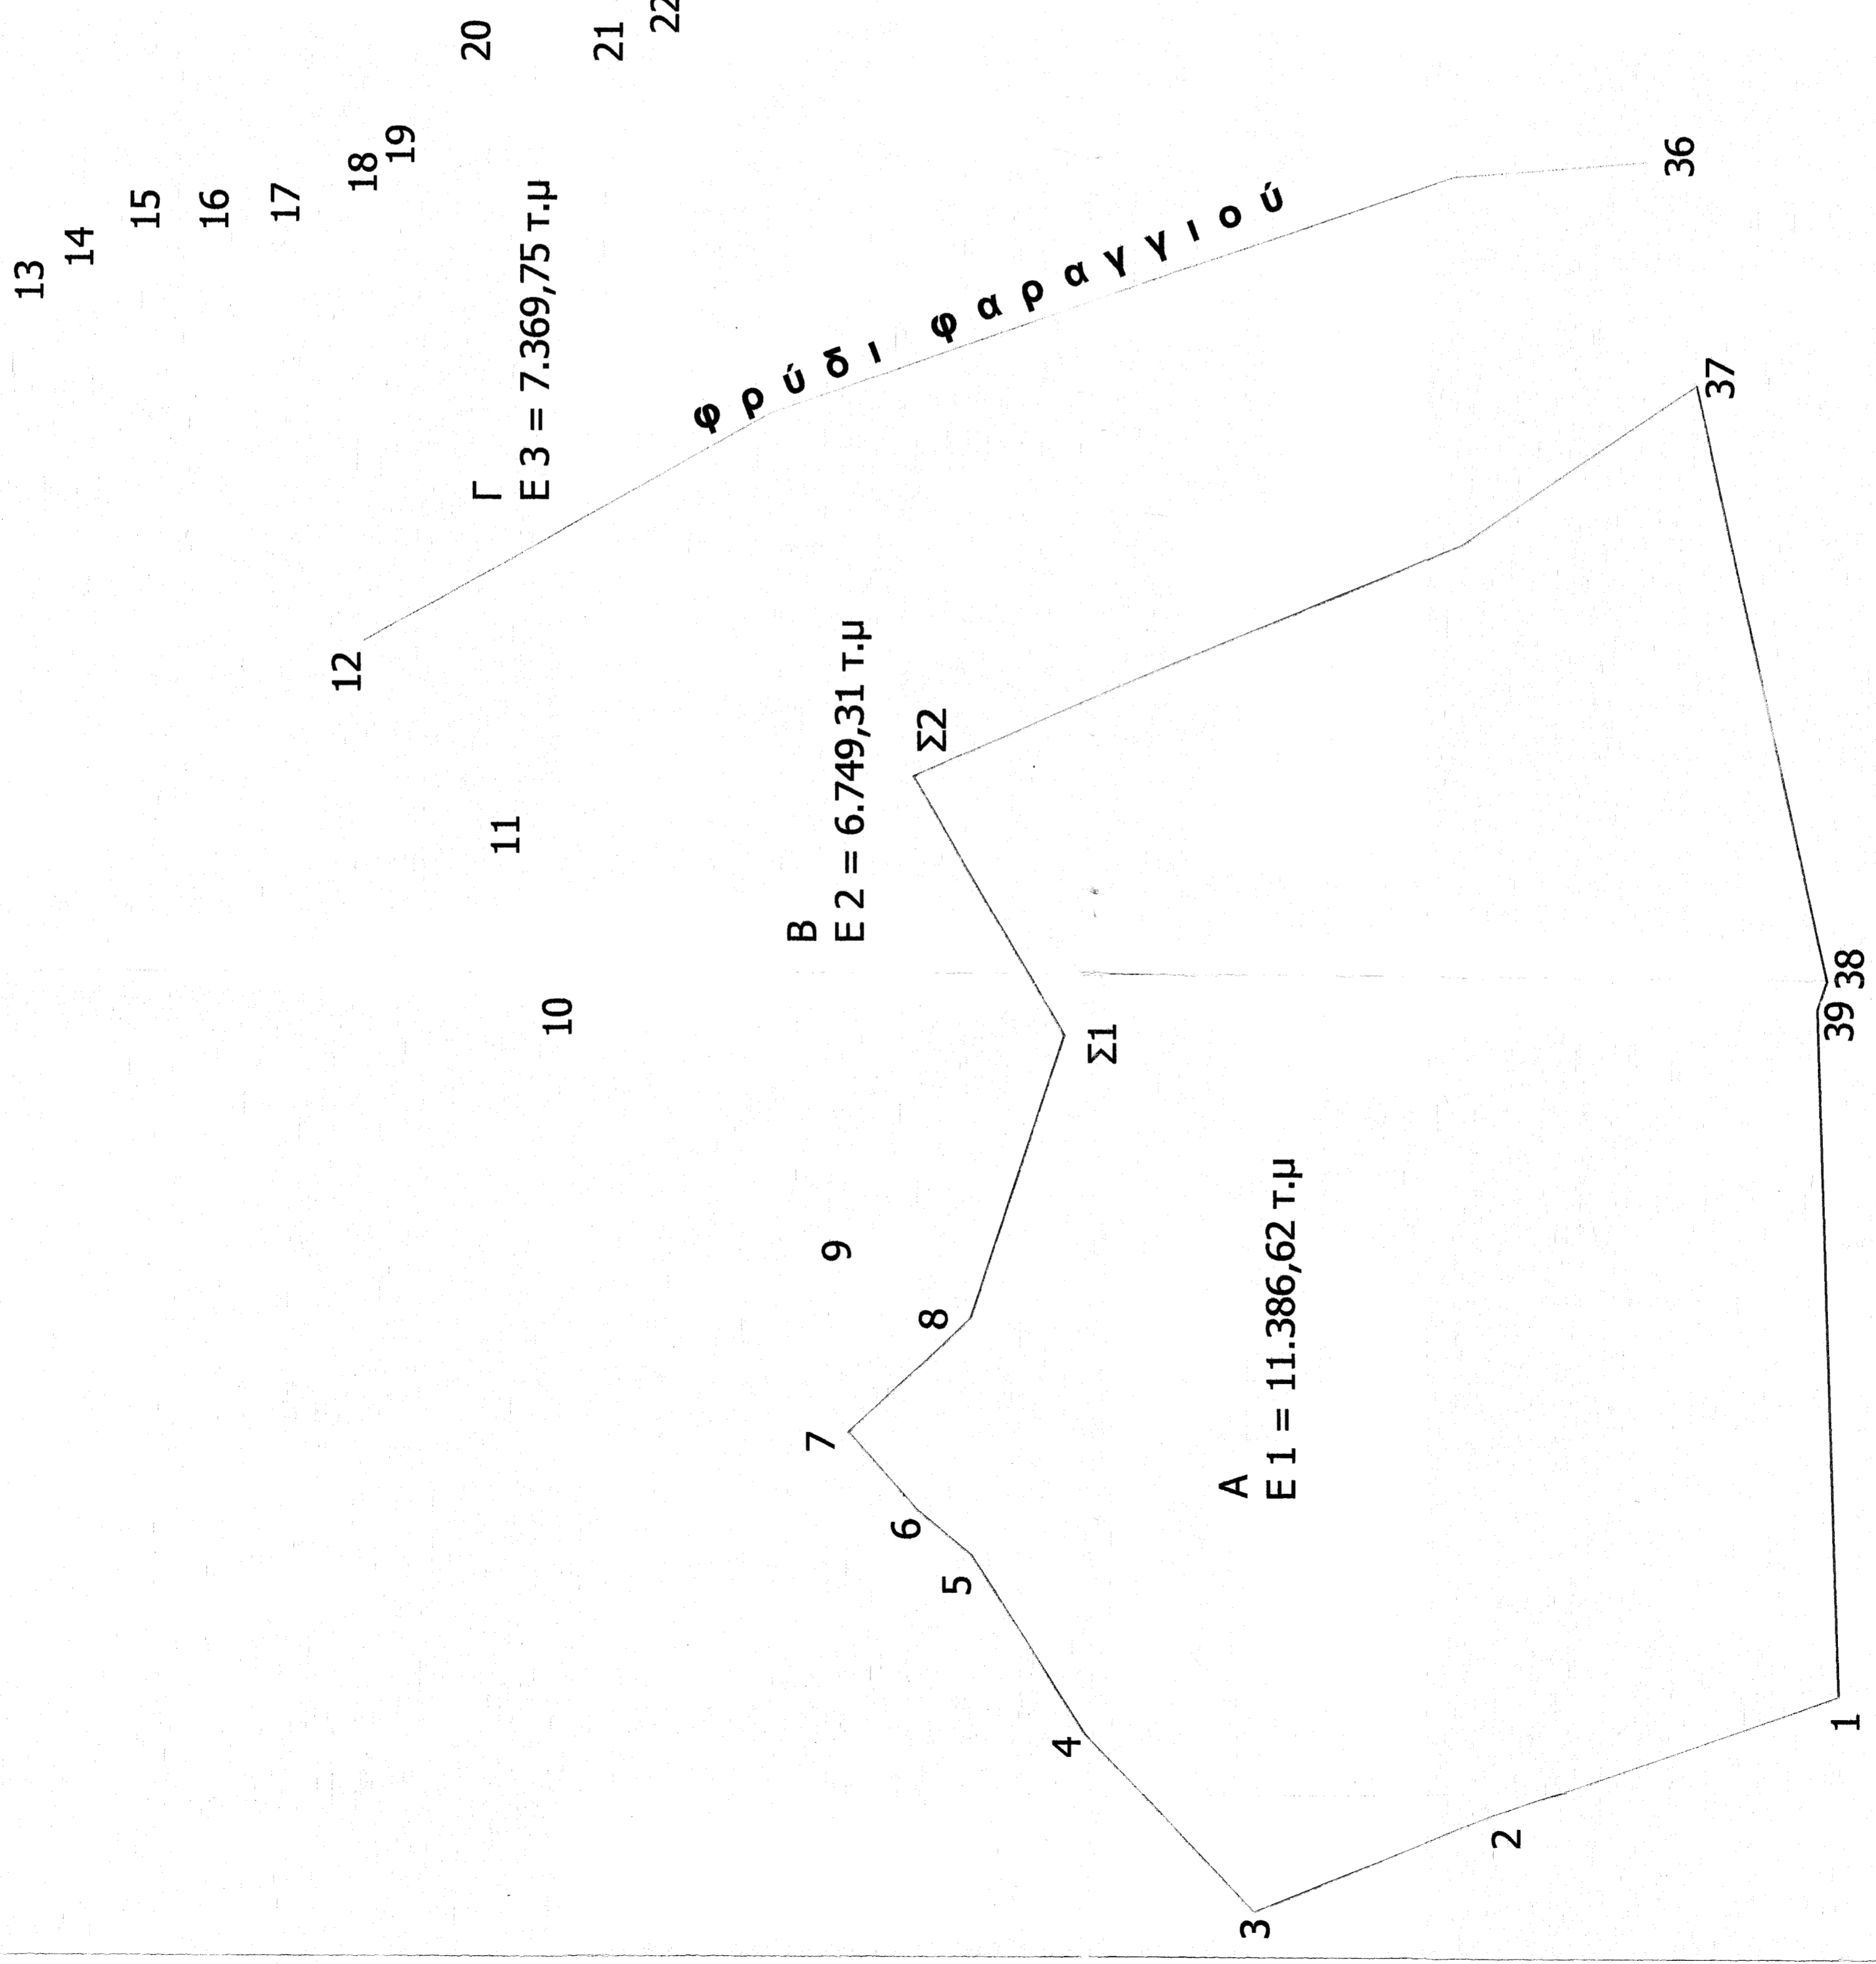 13
14
15
16
17
18
19
20
21
22
Γ
Ε 3 = 7.369,75 τ.μ
12
φρύδι φαραγγιού
36
11
10
Β
Ε 2 = 6.749,31 τ.μ
Σ2
37
9
8
Σ1
7
6
5
4
Α
Ε 1 = 11.386,62 τ.μ
38
39
3
2
1